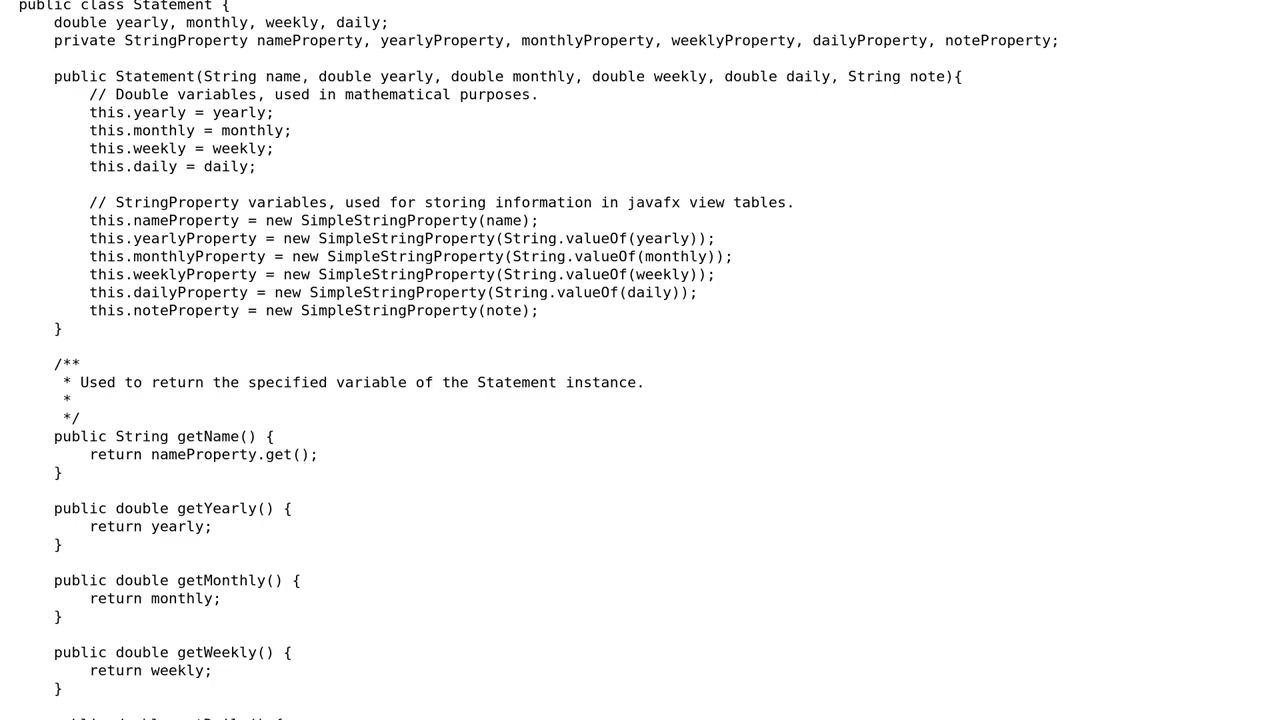 public class Statement {
    double yearly, monthly, weekly, daily;
    private StringProperty nameProperty, yearlyProperty, monthlyProperty, weeklyProperty, dailyProperty, noteProperty;

    public Statement(String name, double yearly, double monthly, double weekly, double daily, String note){
        // Double variables, used in mathematical purposes.
        this.yearly = yearly;
        this.monthly = monthly;
        this.weekly = weekly;
        this.daily = daily;

        // StringProperty variables, used for storing information in javafx view tables.
        this.nameProperty = new SimpleStringProperty(name);
        this.yearlyProperty = new SimpleStringProperty(String.valueOf(yearly));
        this.monthlyProperty = new SimpleStringProperty(String.valueOf(monthly));
        this.weeklyProperty = new SimpleStringProperty(String.valueOf(weekly));
        this.dailyProperty = new SimpleStringProperty(String.valueOf(daily));
        this.noteProperty = new SimpleStringProperty(note);
    }

    /**
     * Used to return the specified variable of the Statement instance.
     *
     */
    public String getName() {
        return nameProperty.get();
    }

    public double getYearly() {
        return yearly;
    }

    public double getMonthly() {
        return monthly;
    }

    public double getWeekly() {
        return weekly;
    }